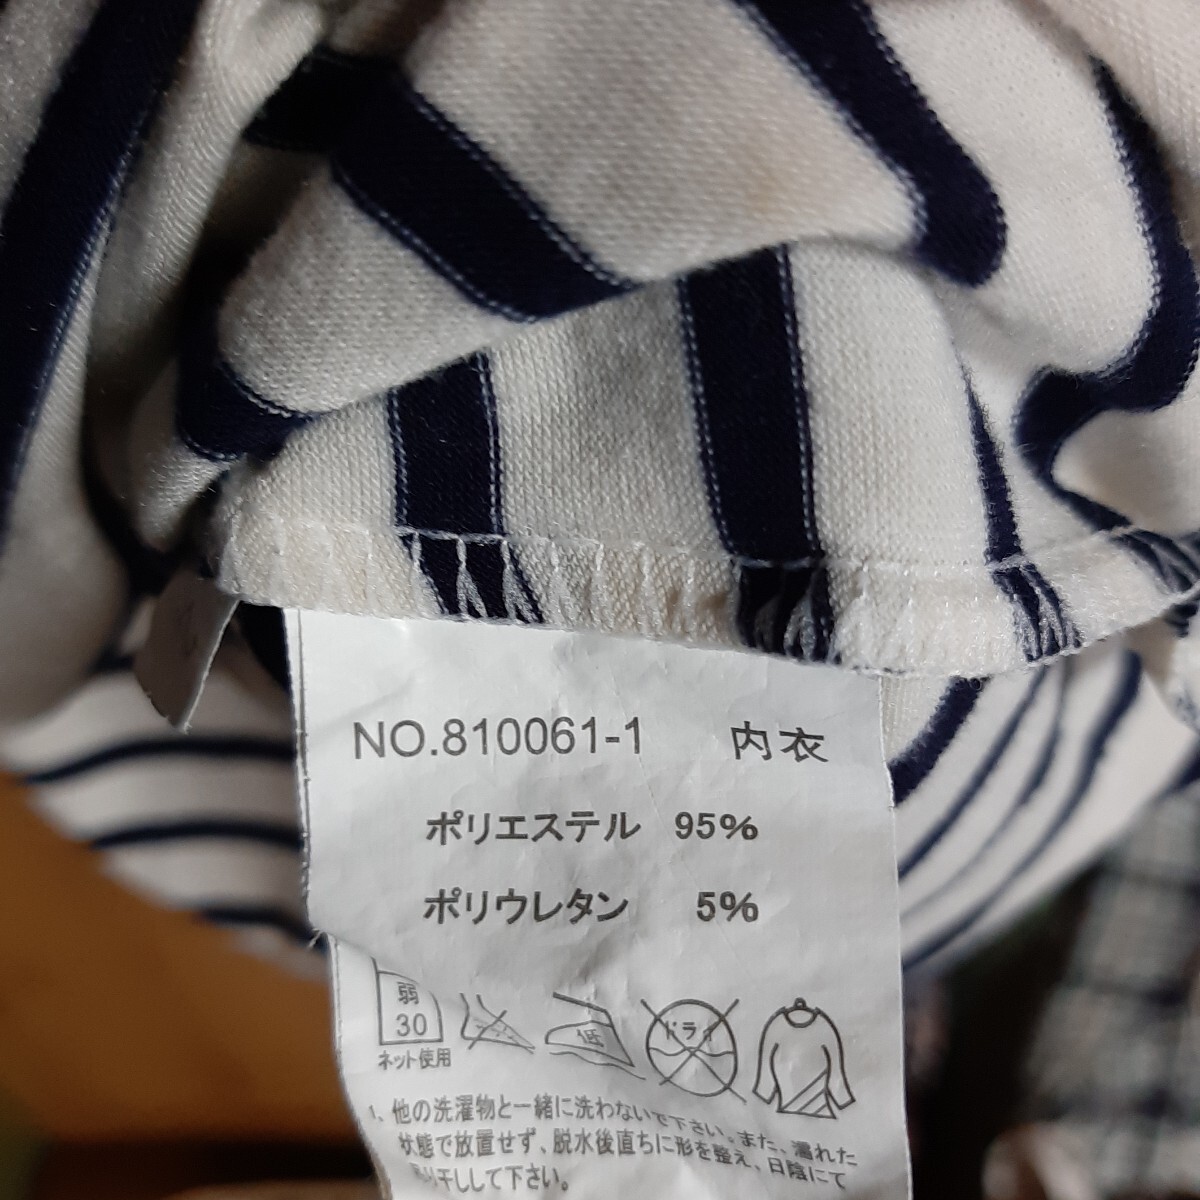 NO.810061-1 内衣
ポリエステル 95%
ポリウレタン 5%
弱
30
ネット使用
低
ドライ
1、他の洗濯物と一緒に洗わないで下さい。また、濡れた
状態で放置せず、脱水後直ちに形を整え、日陰にて
り干しして下さい。